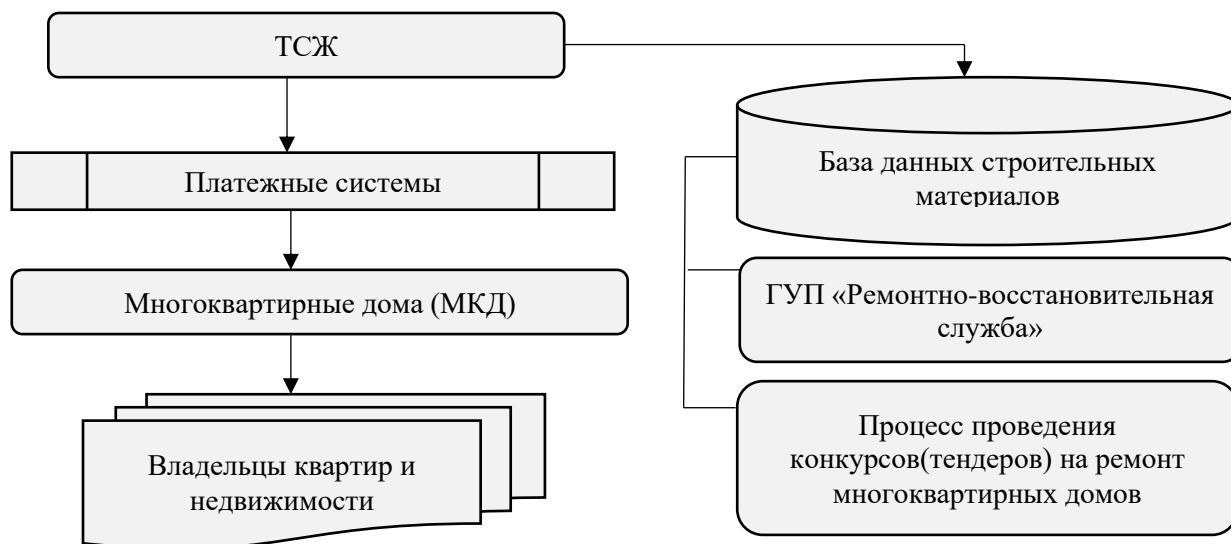 ТСЖ
Платежные системы
Многоквартирные дома (МКД)
Владельцы квартир и
недвижимости
База данных строительных
материалов
ГУП «Ремонтно-восстановительная
служба»
Процесс проведения
конкурсов(тендеров) на ремонт
многоквартирных домов